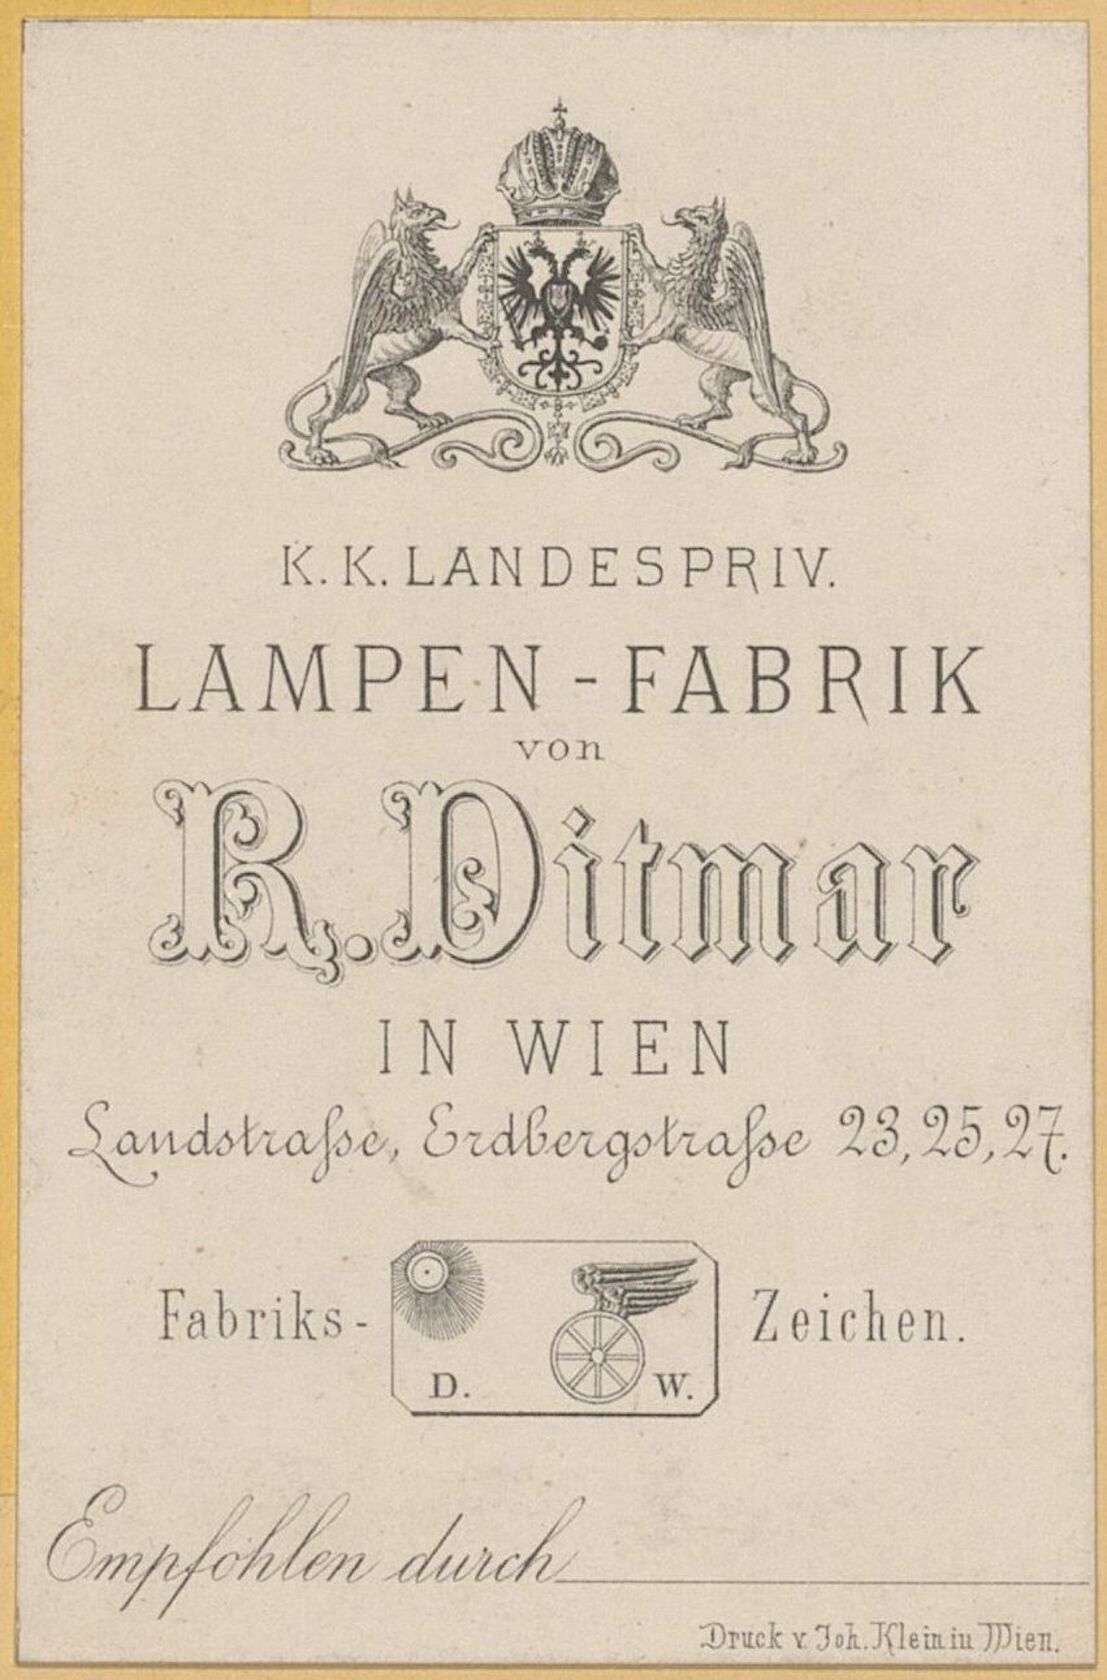 K. K. LANDESPRIV.
LAMPEN-FABRIK
von
R. Ditmar
IN WIEN
Landstraſse, Erdbergstraſse 23, 25, 27.
Fabriks- D. W. Zeichen.
Empfohlen durch
Druck v. Joh. Klein in Wien.